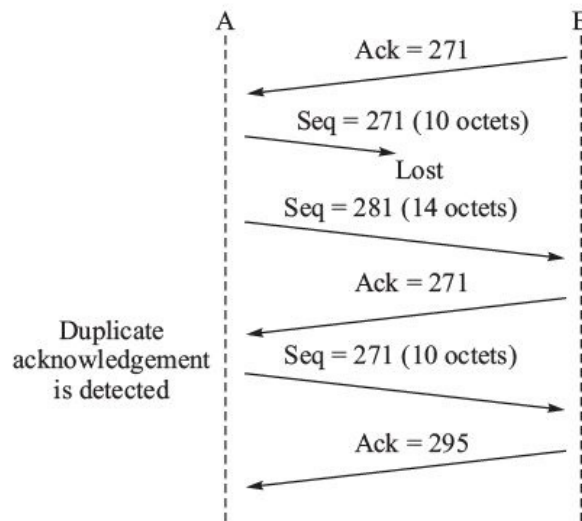 A
Ack = 271
Seq = 271 (10 octets)
Lost
Seq = 281 (14 octets)
Ack = 271
Duplicate
acknowledgement
is detected
Seq = 271 (10 octets)
Ack = 295